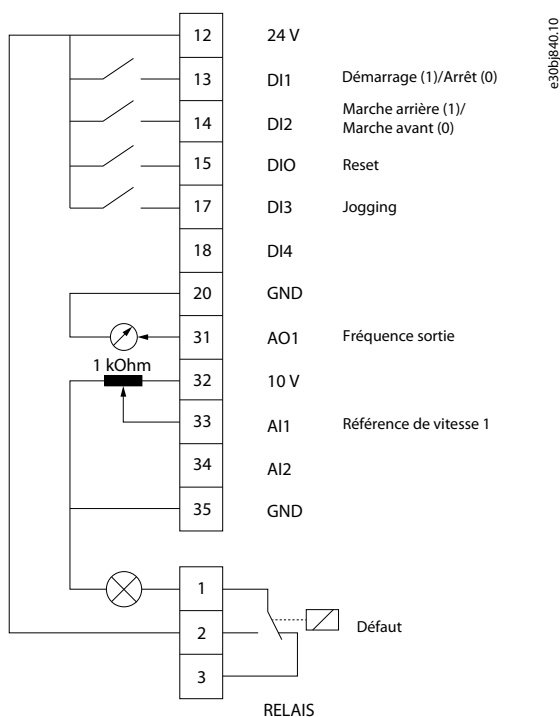 e30bj840.10
12 24 V
13 DI1 Démarrage (1)/Arrêt (0)
14 DI2 Marche arrière (1)/
Marche avant (0)
15 DIO Reset
17 DI3 Jogging
18 DI4
20 GND
31 AO1 Fréquence sortie
1 kOhm
32 10 V
33 AI1 Référence de vitesse 1
34 AI2
35 GND
1
2
Défaut
3
RELAIS